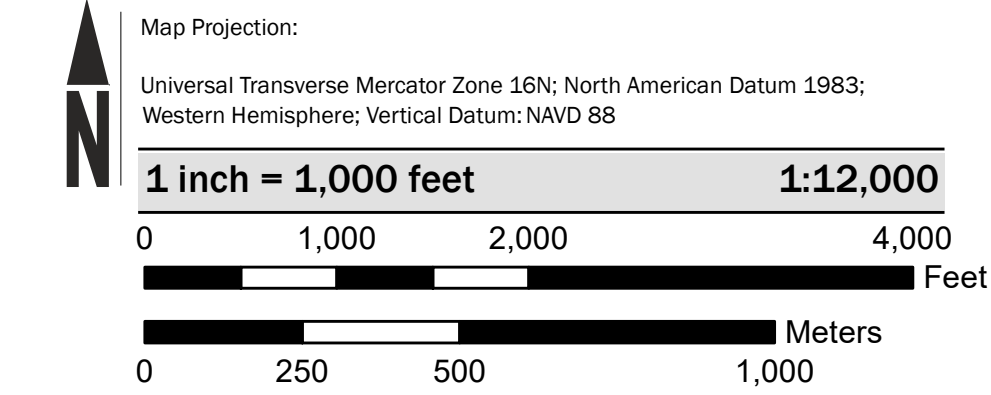 N
Map Projection:
Universal Transverse Mercator Zone 16N; North American Datum 1983;
Western Hemisphere; Vertical Datum: NAVD 88
1 inch = 1,000 feet 1:12,000
0 1,000 2,000 4,000
Feet
Meters
0 250 500 1,000